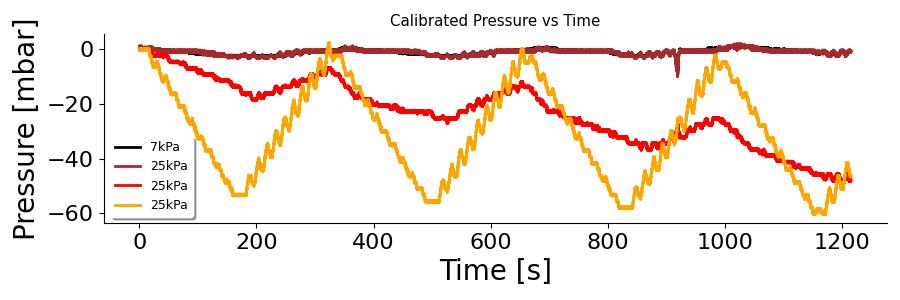 Calibrated Pressure vs Time
Pressure [mbar]
0
−20
−40
−60
7kPa
25kPa
25kPa
25kPa
0 200 400 600 800 1000 1200
Time [s]